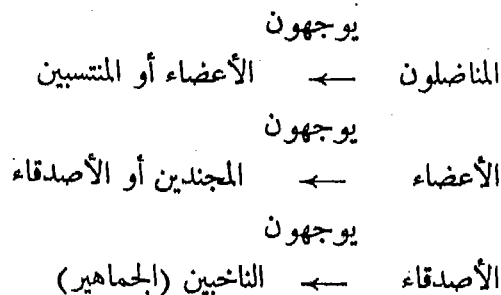 يوجهون
المناضلون ← الأعضاء أو المنتسبين
يوجهون
الأعضاء ← المجندين أو الأصدقاء
يوجهون
الأصدقاء ← الناخبين (الجماهير)